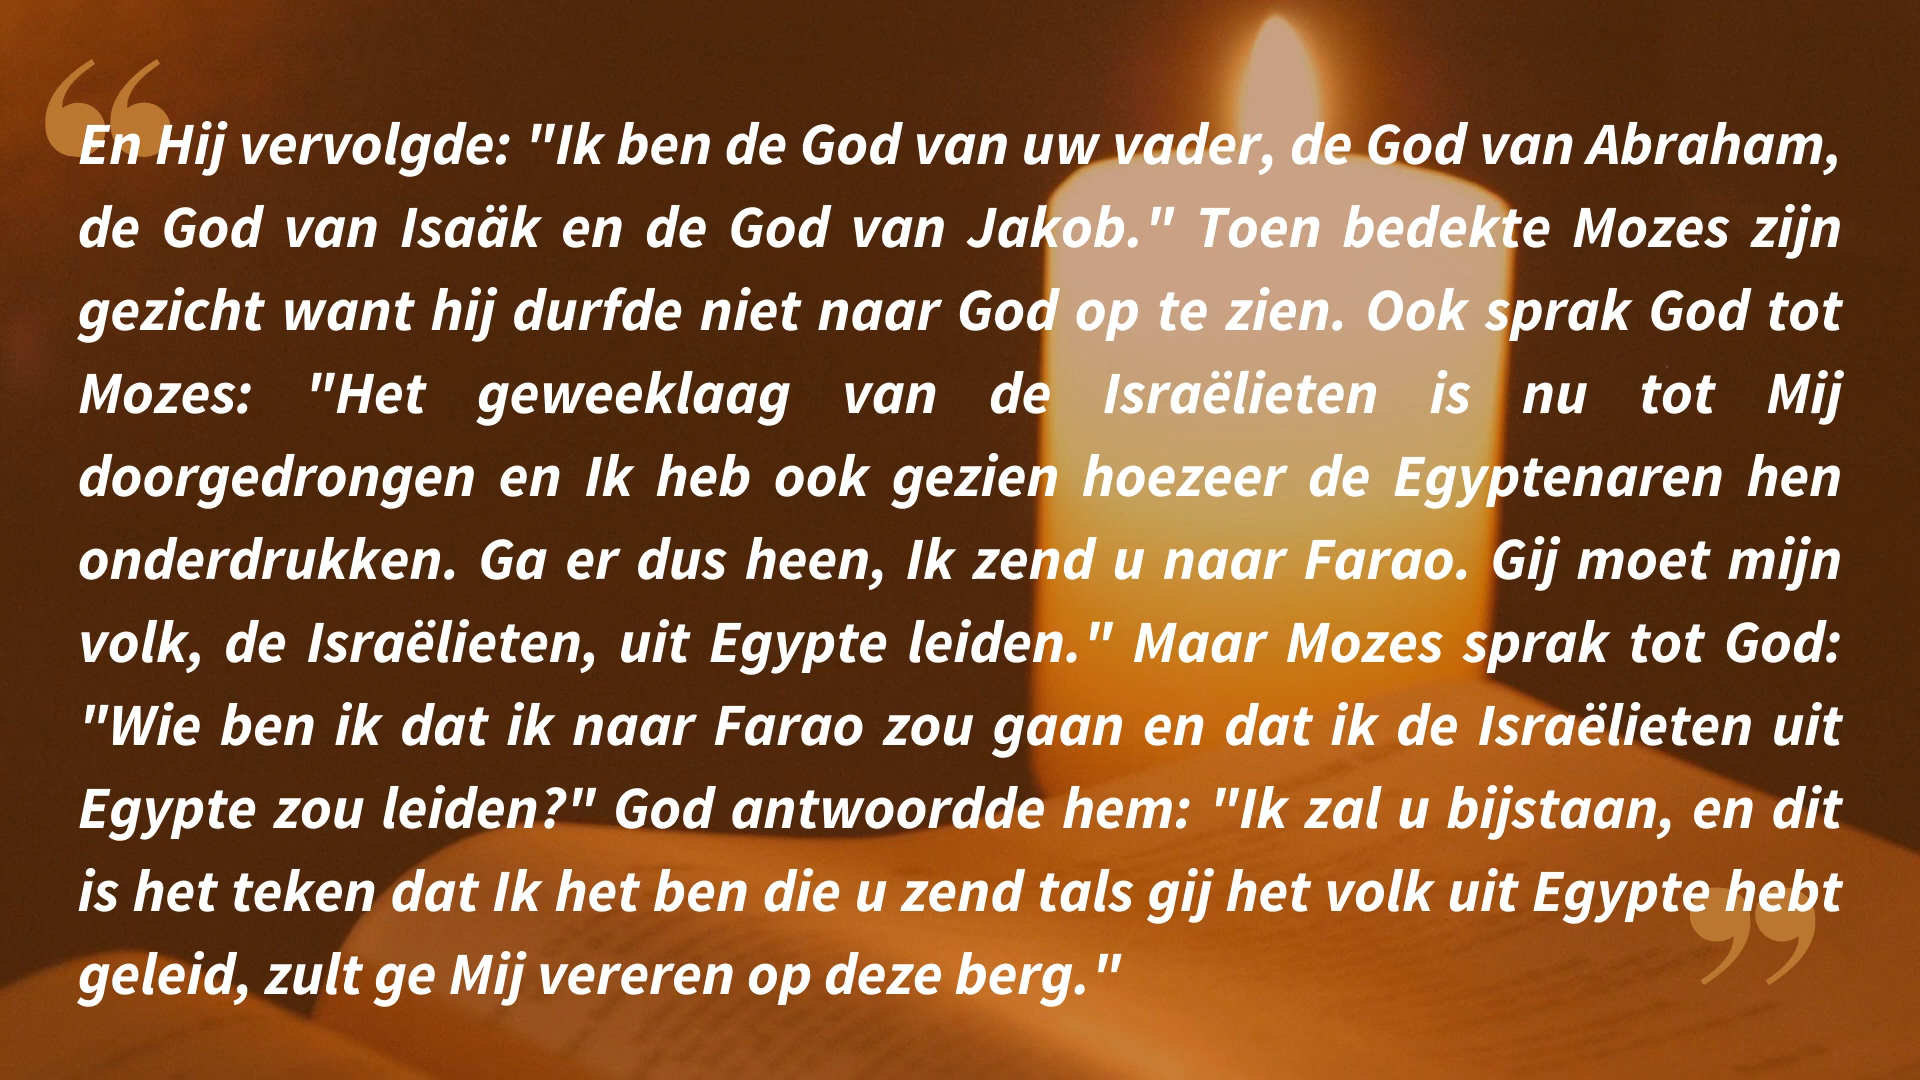 En Hij vervolgde: "Ik ben de God van uw vader, de God van Abraham,
de God van Isaäk en de God van Jakob." Toen bedekte Mozes zijn
gezicht want hij durfde niet naar God op te zien. Ook sprak God tot
Mozes: "Het geweeklaag van de Israëlieten is nu tot Mij
doorgedrongen en Ik heb ook gezien hoezeer de Egyptenaren hen
onderdrukken. Ga er dus heen, Ik zend u naar Farao. Gij moet mijn
volk, de Israëlieten, uit Egypte leiden." Maar Mozes sprak tot God:
"Wie ben ik dat ik naar Farao zou gaan en dat ik de Israëlieten uit
Egypte zou leiden?" God antwoordde hem: "Ik zal u bijstaan, en dit
is het teken dat Ik het ben die u zend tals gij het volk uit Egypte hebt
geleid, zult ge Mij vereren op deze berg."